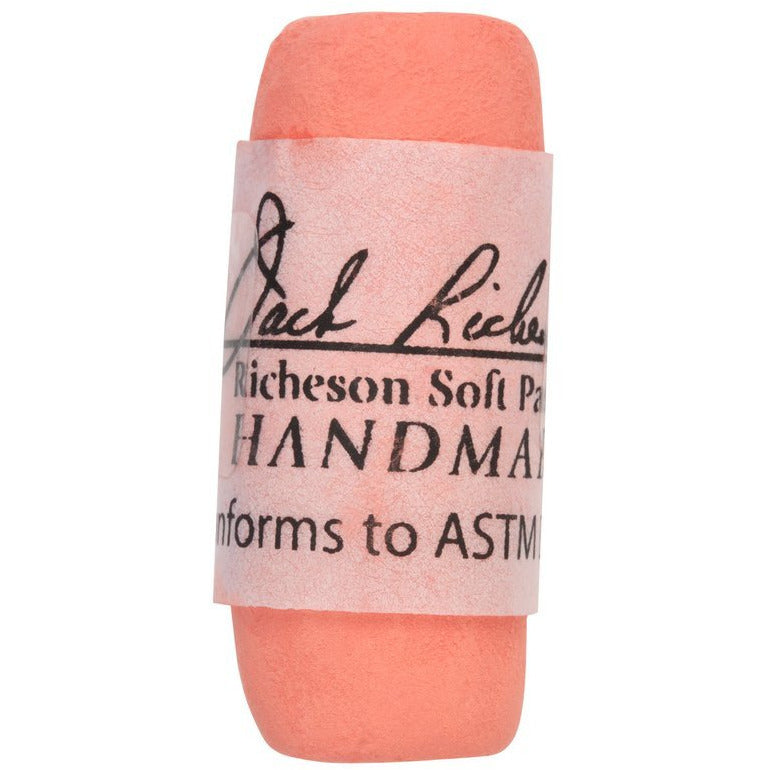 Jack Riche
Richeson Soft Pa
HANDMA
nforms to ASTM